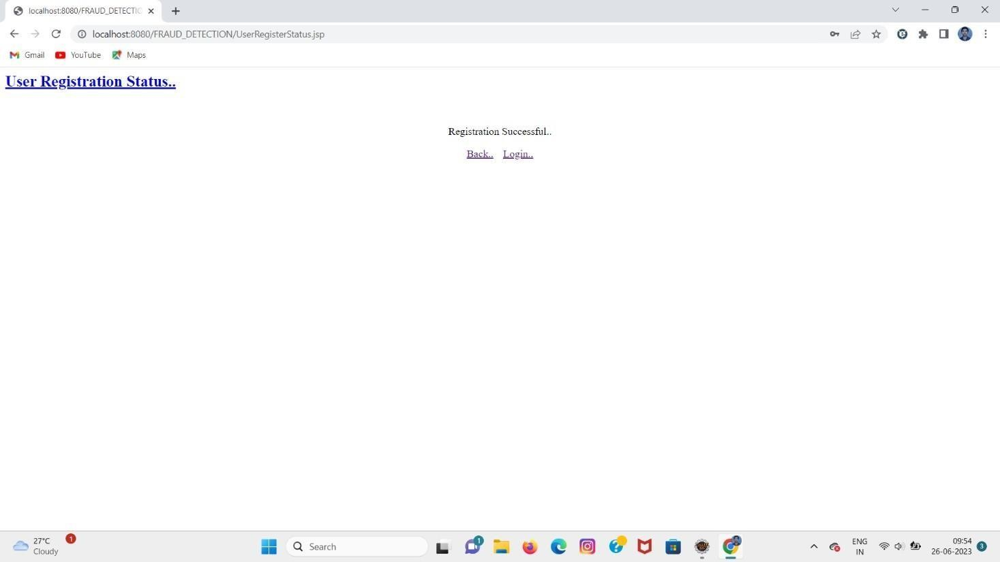 localhost:8080/FRAUD_DETECTIO
localhost:8080/FRAUD_DETECTION/UserRegisterStatus.jsp
Gmail YouTube Maps
User Registration Status..
Registration Successful..
Back.. Login..
27°C
Cloudy
1
Search
1
ENG
IN
09:54
26-06-2023
3